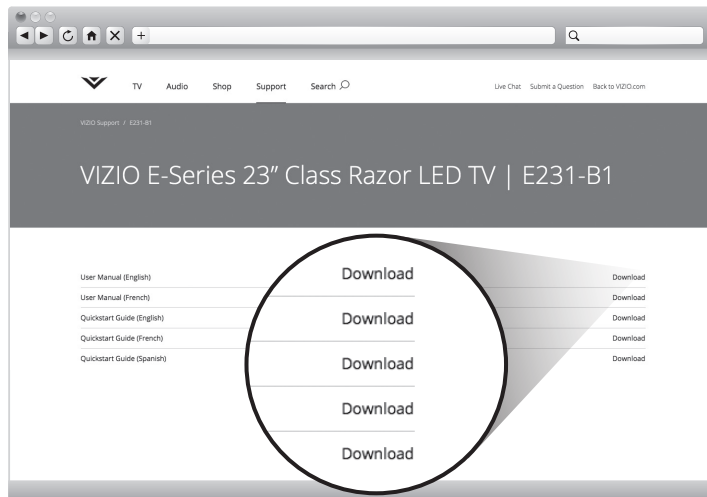 TV Audio Shop Support Search
Live Chat Submit a Question Back to VIZIO.com
VIZIO Support / E231-B1
VIZIO E-Series 23” Class Razor LED TV | E231-B1
User Manual (English) Download
User Manual (French) Download
Quickstart Guide (English) Download
Quickstart Guide (French) Download
Quickstart Guide (Spanish) Download
Download
Download
Download
Download
Download